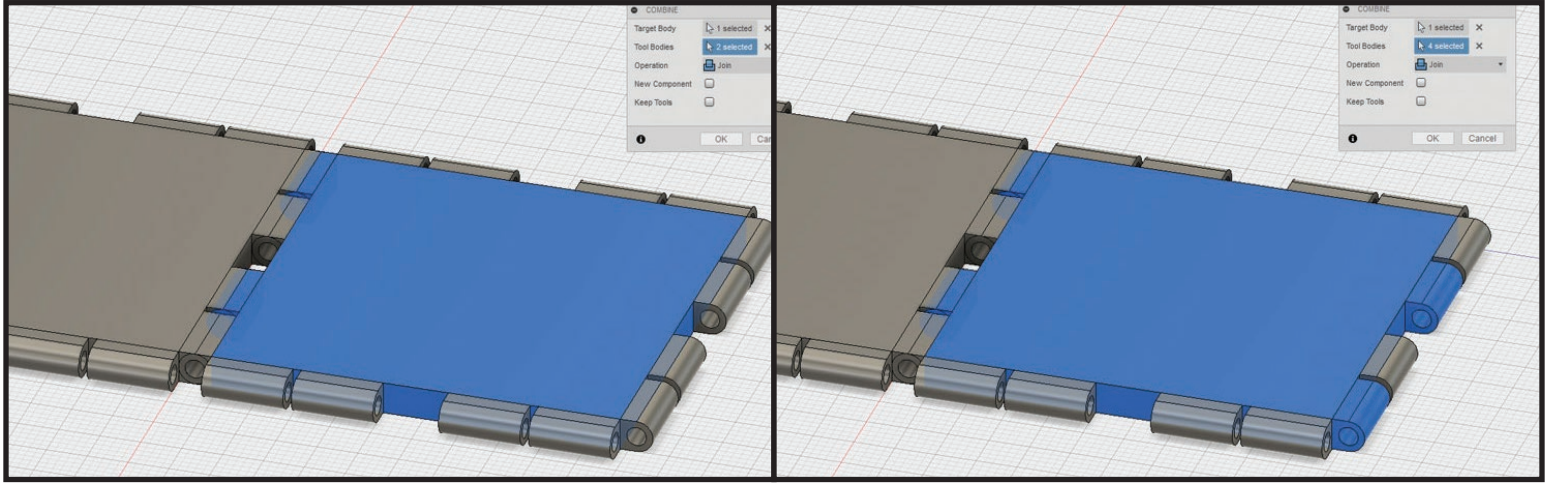 COMBINE
Target Body 1 selected
Tool Bodies 2 selected
Operation Join
New Component
Keep Tools
OK Can
COMBINE
Target Body 1 selected
Tool Bodies 4 selected
Operation Join
New Component
Keep Tools
OK Cancel